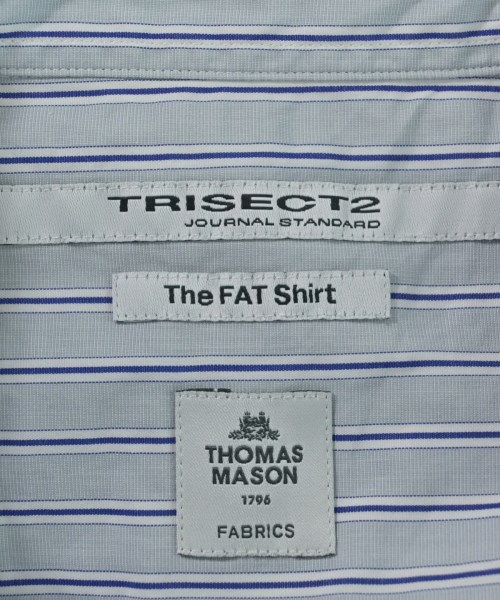 TRISECT2
JOURNAL STANDARD
The FAT Shirt
THOMAS
MASON
1796
FABRICS